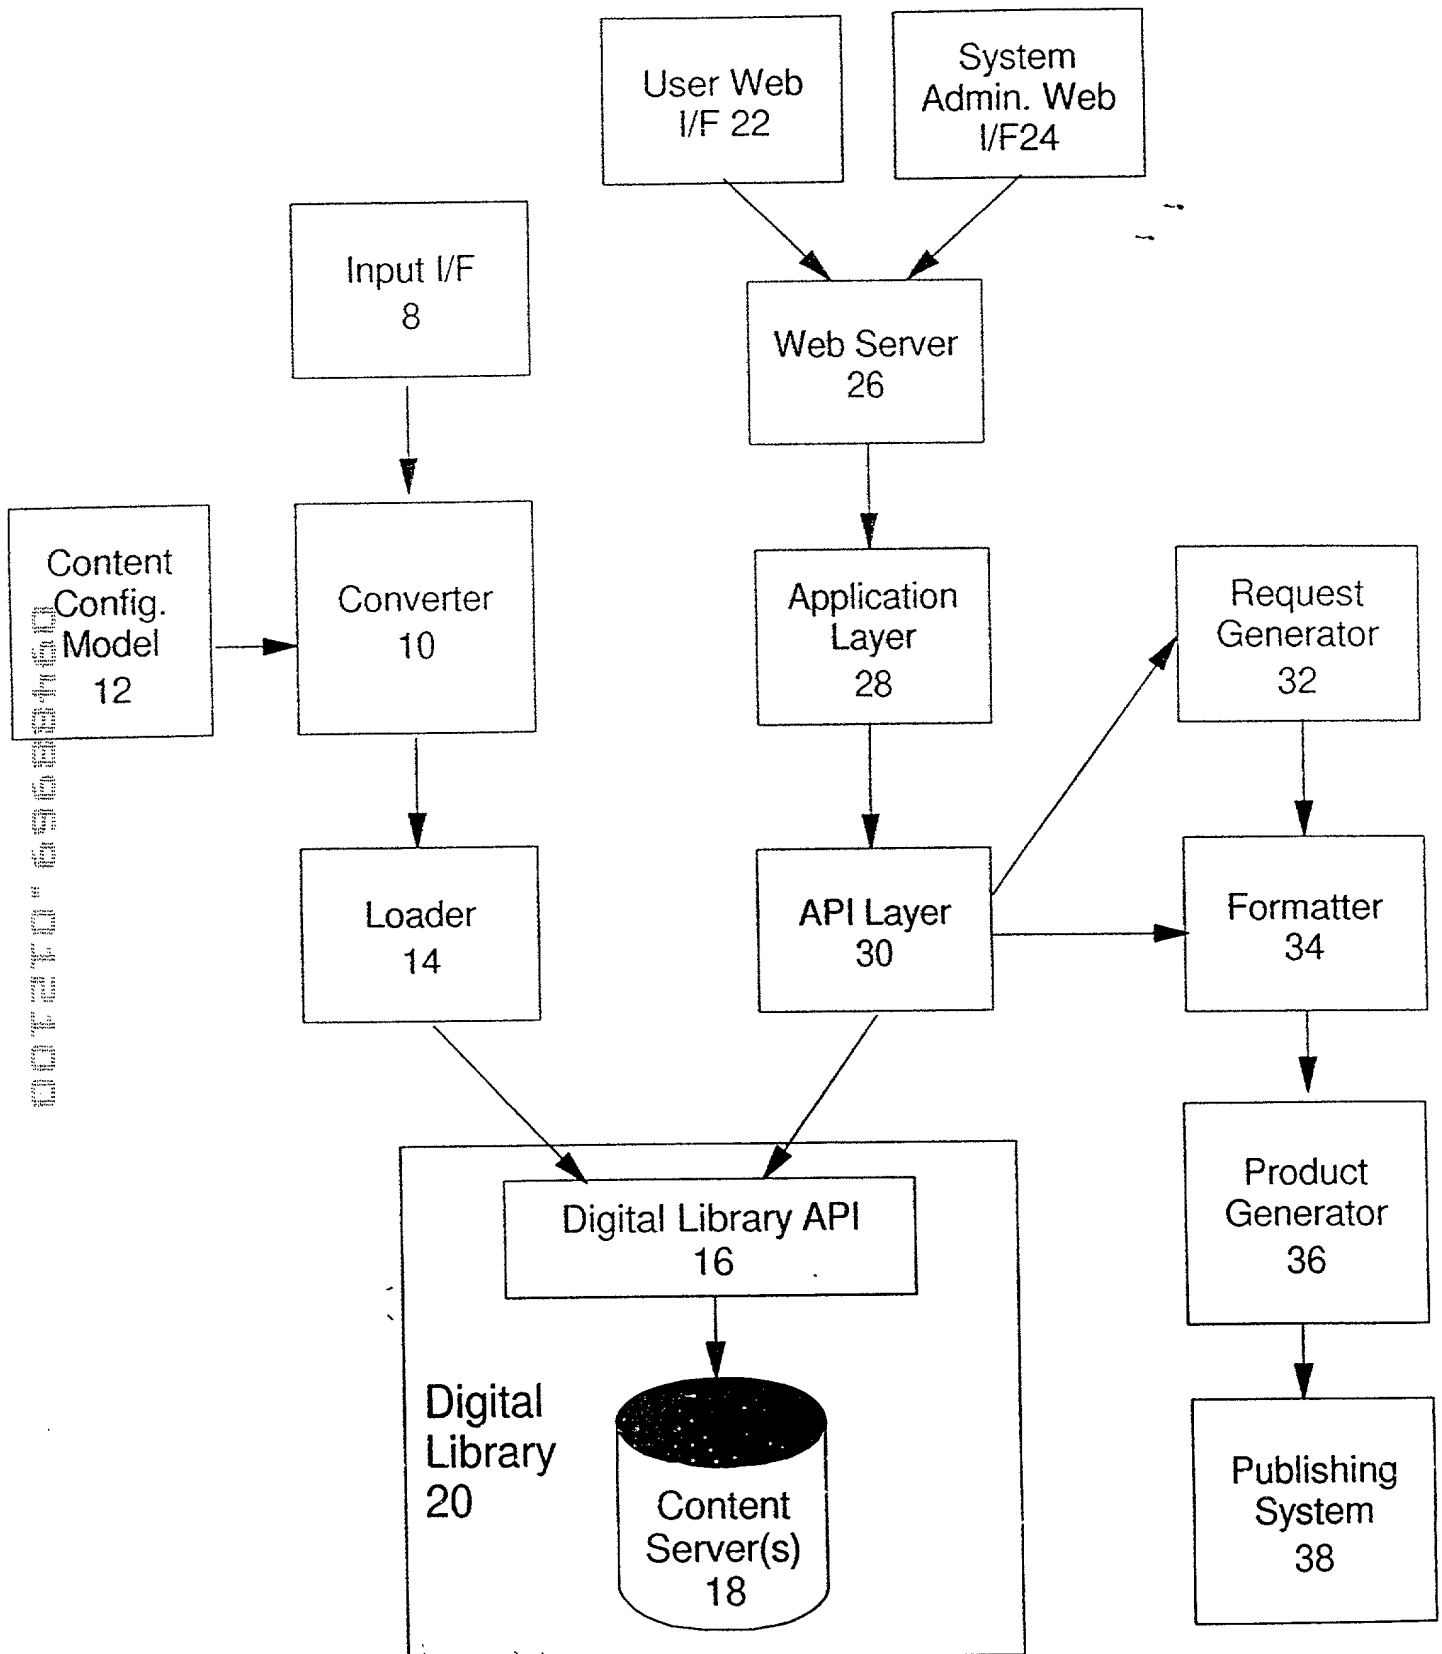 User Web
I/F 22
System
Admin. Web
I/F24
Input I/F
8
Web Server
26
Content
Config.
Model
12
Converter
10
Application
Layer
28
Request
Generator
32
Loader
14
API Layer
30
Formatter
34
Digital Library API
16
Product
Generator
36
Digital
Library
20
Content
Server(s)
18
Publishing
System
38